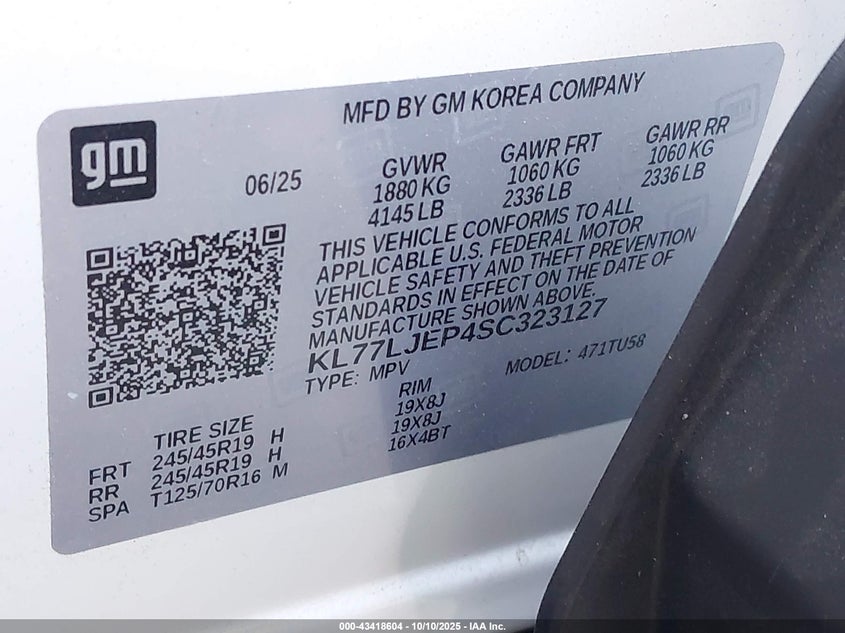 MFD BY GM KOREA COMPANY
gm
06/25
GVWR
1880 KG
4145 LB
GAWR FRT
1060 KG
2336 LB
GAWR RR
1060 KG
2336 LB
THIS VEHICLE CONFORMS TO ALL
APPLICABLE U.S. FEDERAL MOTOR
VEHICLE SAFETY AND THEFT PREVENTION
STANDARDS IN EFFECT ON THE DATE OF
MANUFACTURE SHOWN ABOVE.
KL77LJEP4SC323127
TYPE: MPV MODEL: 471TU58
TIRE SIZE RIM
FRT 245/45R19 H 19X8J
RR 245/45R19 H 19X8J
SPA T125/70R16 M 16X4BT
000-43418604 - 10/10/2025 - IAA Inc.